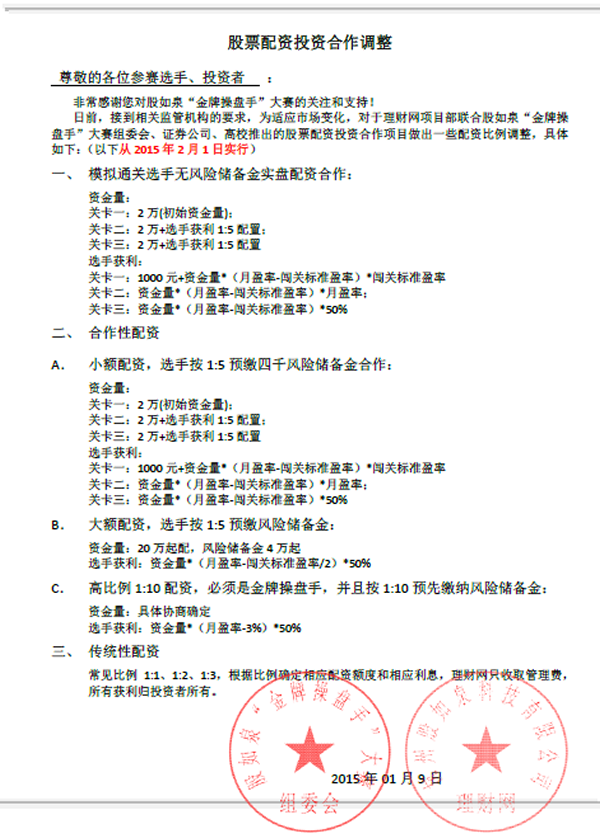 股票配资投资合作调整
尊敬的各位参赛选手、投资者 :
非常感谢您对股如泉“金牌操盘手”大赛的关注和支持!
日前，接到相关监管机构的要求，为适应市场变化，对于理财网项目部联合股如泉“金牌操
盘手”大赛组委会、证券公司、高校推出的股票配资投资合作项目做出一些配资比例调整，具体
如下：（以下从 2015 年 2 月 1 日实行）
一、 模拟通关选手无风险储备金实盘配资合作：
资金量：
关卡一：2 万(初始资金量)；
关卡二：2 万+选手获利 1:5 配置；
关卡三：2 万+选手获利 1:5 配置
选手获利：
关卡一：1000 元+资金量*（月盈率-闯关标准盈率）*闯关标准盈率
关卡二：资金量*（月盈率-闯关标准盈率）*月盈率；
关卡三：资金量*（月盈率-闯关标准盈率）*50%
二、 合作性配资
A. 小额配资，选手按 1:5 预缴四千风险储备金合作：
资金量：
关卡一：2 万(初始资金量)；
关卡二：2 万+选手获利 1:5 配置；
关卡三：2 万+选手获利 1:5 配置
选手获利：
关卡一：1000 元+资金量*（月盈率-闯关标准盈率）*闯关标准盈率
关卡二：资金量*（月盈率-闯关标准盈率）*月盈率；
关卡三：资金量*（月盈率-闯关标准盈率）*50%
B. 大额配资，选手按 1:5 预缴风险储备金：
资金量：20 万起配，风险储备金 4 万起
选手获利：资金量*（月盈率-闯关标准盈率/2）*50%
C. 高比例 1:10 配资，必须是金牌操盘手，并且按 1:10 预先缴纳风险储备金：
资金量：具体协商确定
选手获利：资金量*（月盈率-3%）*50%
三、 传统性配资
常见比例 1:1、1:2、1:3，根据比例确定相应配资额度和相应利息，理财网只收取管理费，
所有获利归投资者所有。
股如泉“金牌操盘手”大赛
组委会
州股如泉科技有限公司
理财网
2015 年 01 月 9 日